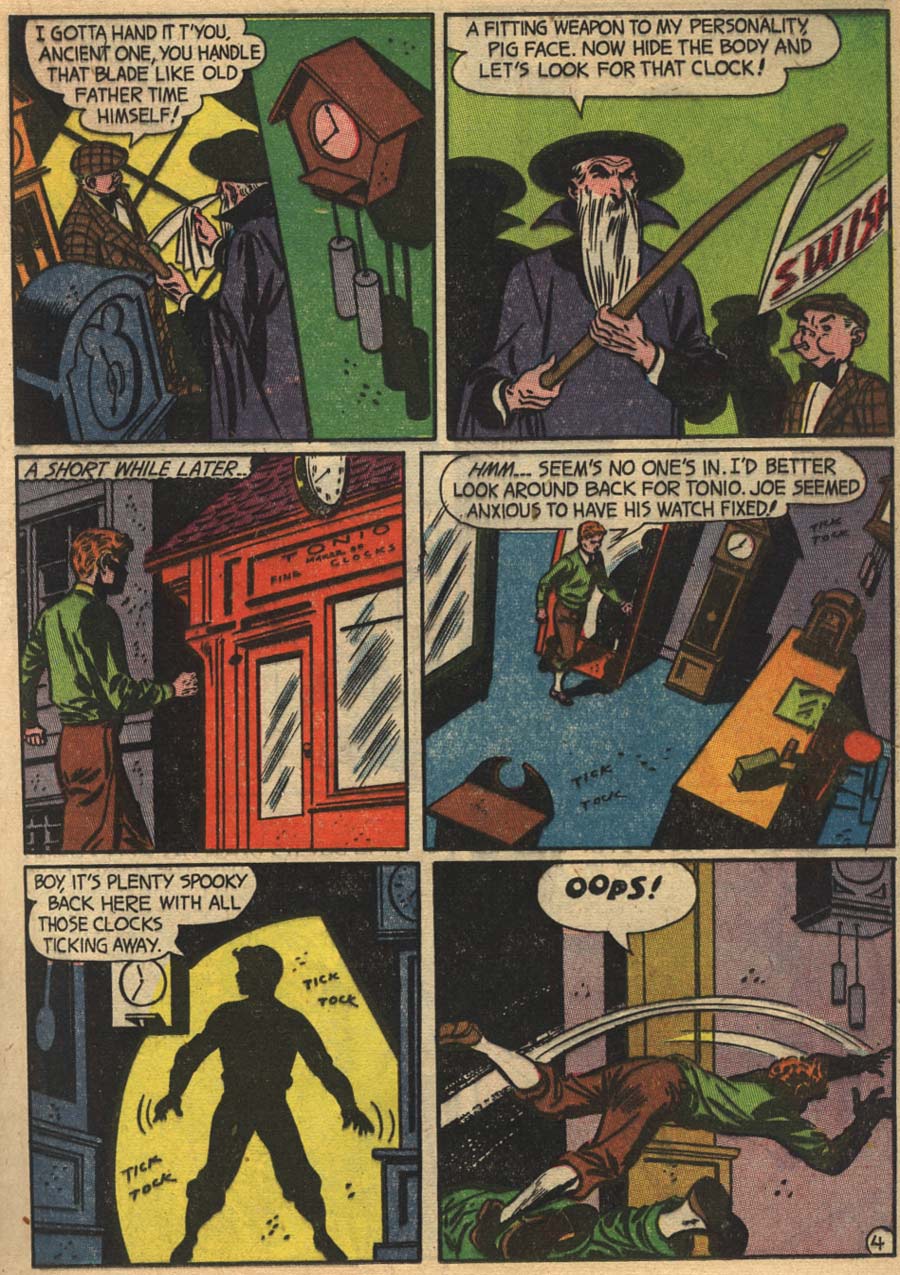 I GOTTA HAND IT T'YOU,
ANCIENT ONE, YOU HANDLE
THAT BLADE LIKE OLD
FATHER TIME
HIMSELF!
A FITTING WEAPON TO MY PERSONALITY,
PIG FACE. NOW HIDE THE BODY AND
LET'S LOOK FOR THAT CLOCK!
SWISH
A SHORT WHILE LATER...
TONIO
MAKER OF
FINE CLOCKS
HMM... SEEM'S NO ONE'S IN. I'D BETTER
LOOK AROUND BACK FOR TONIO. JOE SEEMED
ANXIOUS TO HAVE HIS WATCH FIXED!
TICK
TOCK
TICK
TOCK
BOY, IT'S PLENTY SPOOKY
BACK HERE WITH ALL
THOSE CLOCKS
TICKING AWAY.
TICK
TOCK
TICK
TOCK
OOPS!
4